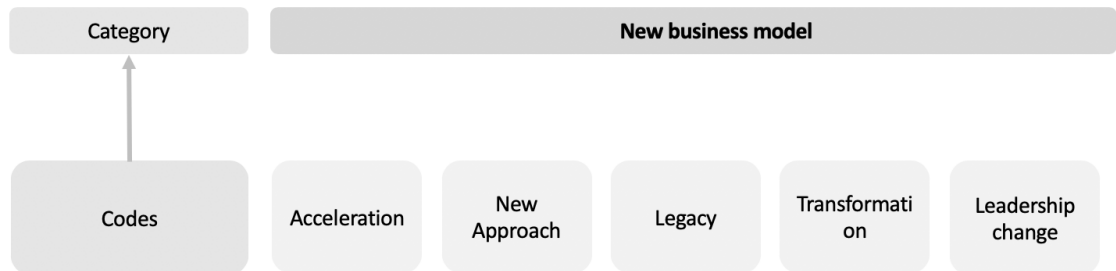 Category
New business model
Codes
Acceleration
New
Approach
Legacy
Transformati
on
Leadership
change